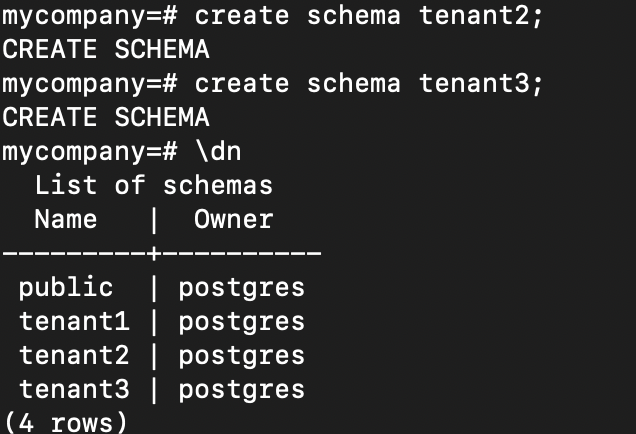 mycompany=# create schema tenant2;
CREATE SCHEMA
mycompany=# create schema tenant3;
CREATE SCHEMA
mycompany=# \dn
  List of schemas
  Name   |  Owner
---------+----------
 public  | postgres
 tenant1 | postgres
 tenant2 | postgres
 tenant3 | postgres
(4 rows)